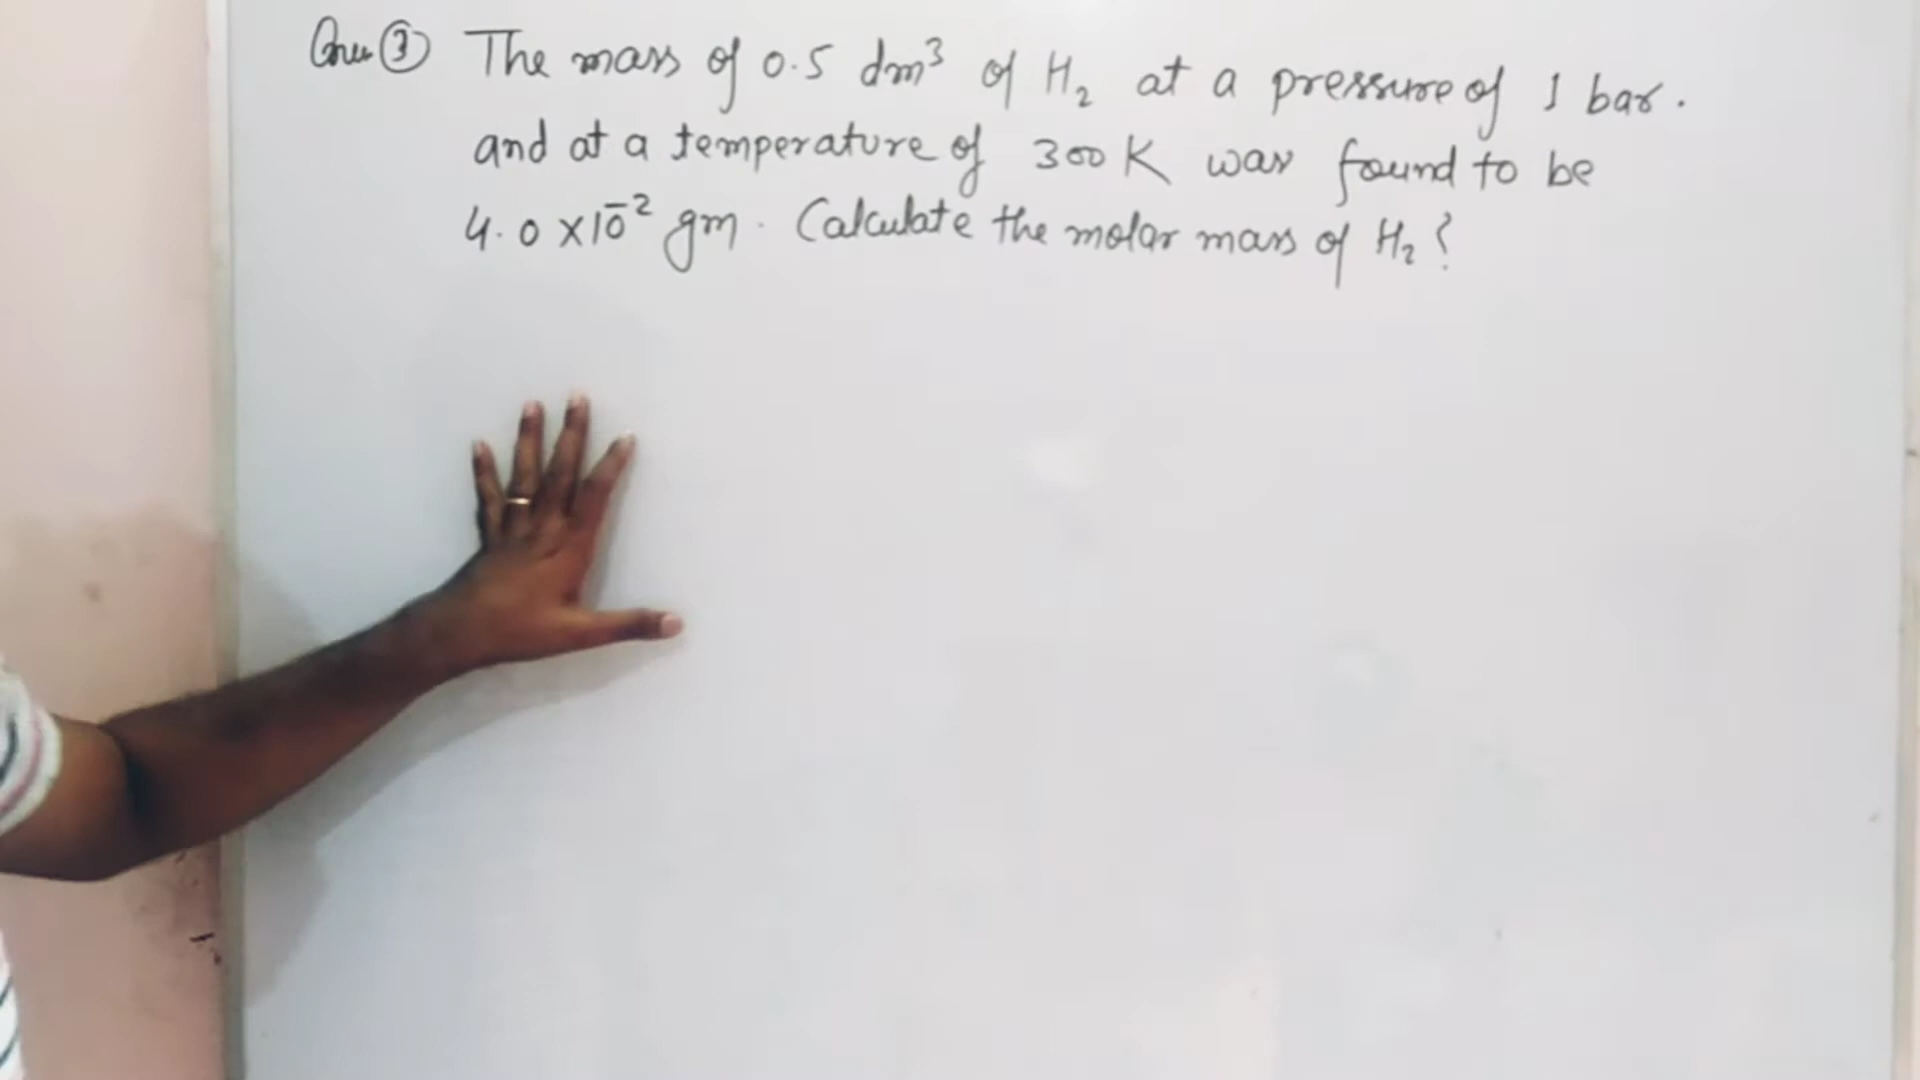 Ques ③ The mass of 0.5 dm³ of H₂ at a pressure of 1 bar.
and at a temperature of 300 K was found to be
4.0 x 10⁻² gm. Calculate the molar mass of H₂ ?